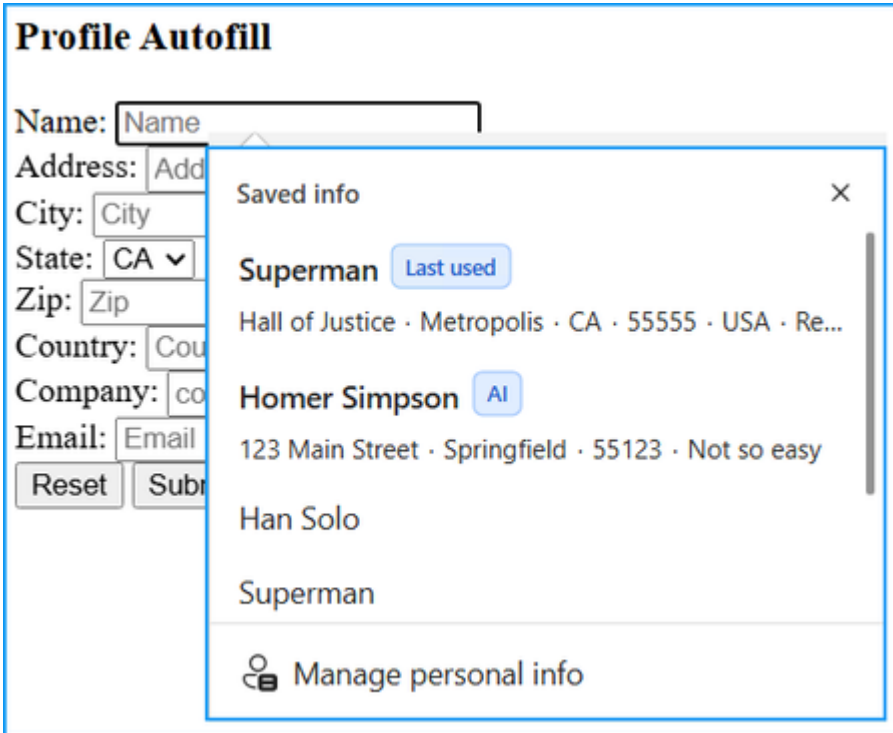 Profile Autofill
Name: Name
Address: Add
City: City
State: CA
Zip: Zip
Country: Cou
Company: co
Email: Email
Reset Subr
Saved info
Superman Last used
Hall of Justice · Metropolis · CA · 55555 · USA · Re...
Homer Simpson AI
123 Main Street · Springfield · 55123 · Not so easy
Han Solo
Superman
Manage personal info